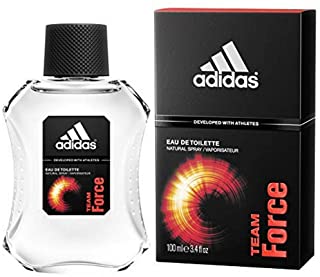 adidas
DEVELOPED WITH ATHLETES
EAU DE TOILETTE
NATURAL SPRAY / VAPORISATEUR
TEAM
Force
adidas
DEVELOPED WITH ATHLETES
EAU DE TOILETTE
NATURAL SPRAY / VAPORISATEUR
TEAM
Force
100 ml ℮ 3.4 fl oz